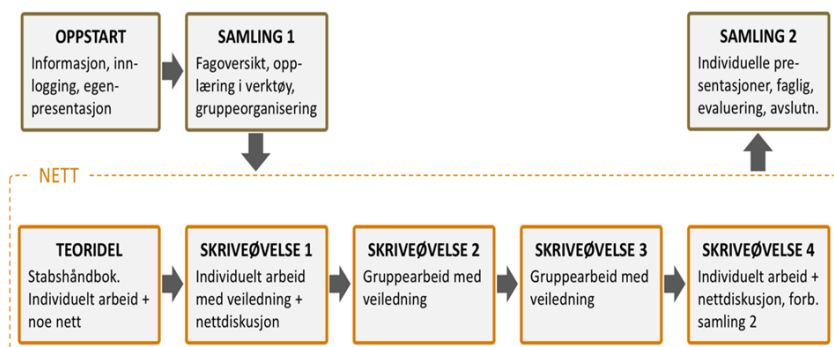 OPPSTART
Informasjon, inn-
logging, egen-
presentasjon
SAMLING 1
Fagoversikt, opp-
læring i verktøy,
gruppeorganisering
SAMLING 2
Individuelle pre-
sentasjoner, faglig,
evaluering, avslutn.
NETT
TEORIDEL
Stabshåndbok.
Individuelt arbeid +
noe nett
SKRIVEØVELSE 1
Individuelt arbeid
med veiledning +
nettdiskusjon
SKRIVEØVELSE 2
Gruppearbeid med
veiledning
SKRIVEØVELSE 3
Gruppearbeid med
veiledning
SKRIVEØVELSE 4
Individuelt arbeid +
nettdiskusjon, forb.
samling 2